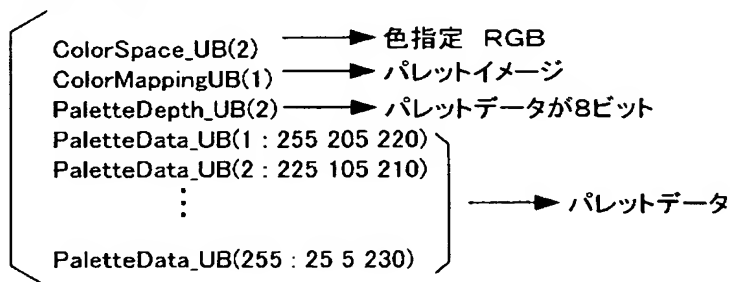 ColorSpace_UB(2) 色指定 RGB
ColorMappingUB(1) パレットイメージ
PaletteDepth_UB(2) パレットデータが8ビット
PaletteData_UB(1 : 255 205 220)
PaletteData_UB(2 : 225 105 210)
⋮
パレットデータ
PaletteData_UB(255 : 25 5 230)